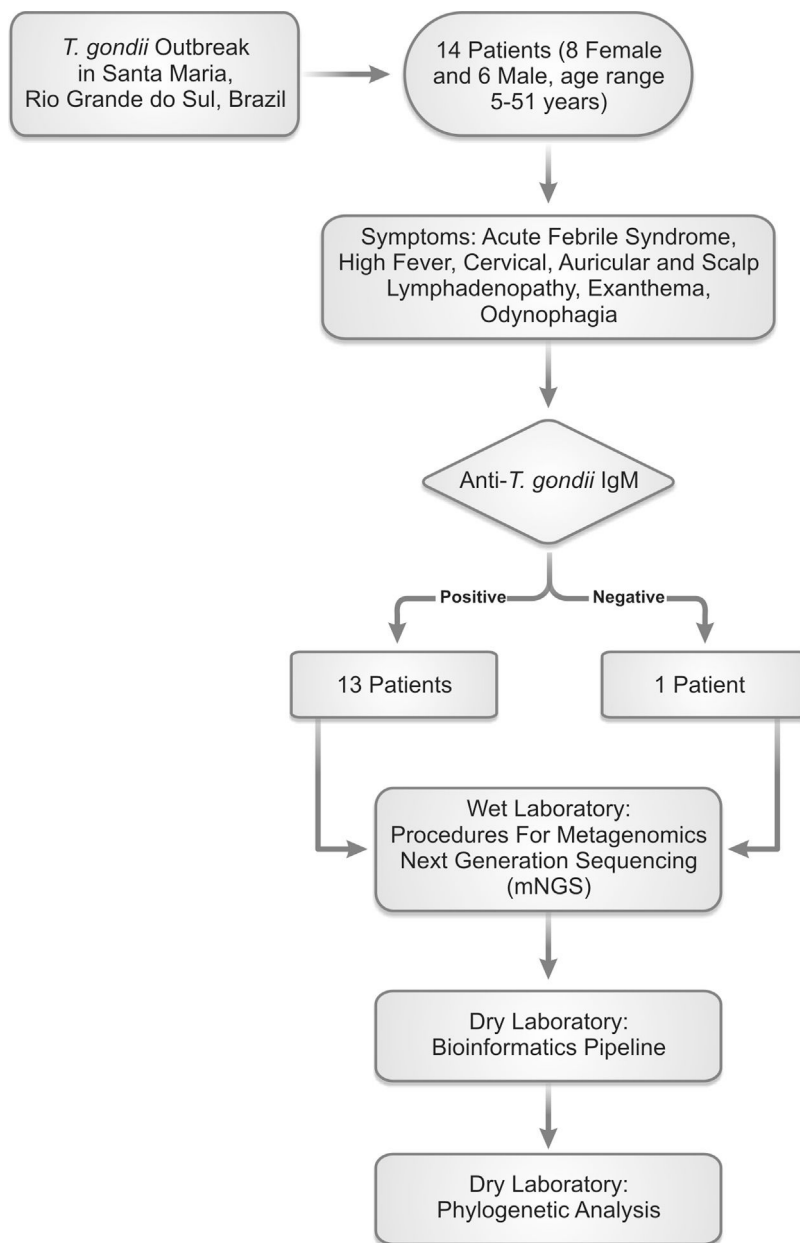 T. gondii Outbreak
in Santa Maria,
Rio Grande do Sul, Brazil
14 Patients (8 Female
and 6 Male, age range
5-51 years)
Symptoms: Acute Febrile Syndrome,
High Fever, Cervical, Auricular and Scalp
Lymphadenopathy, Exanthema,
Odynophagia
Anti-T. gondii IgM
Positive
Negative
13 Patients
1 Patient
Wet Laboratory:
Procedures For Metagenomics
Next Generation Sequencing
(mNGS)
Dry Laboratory:
Bioinformatics Pipeline
Dry Laboratory:
Phylogenetic Analysis